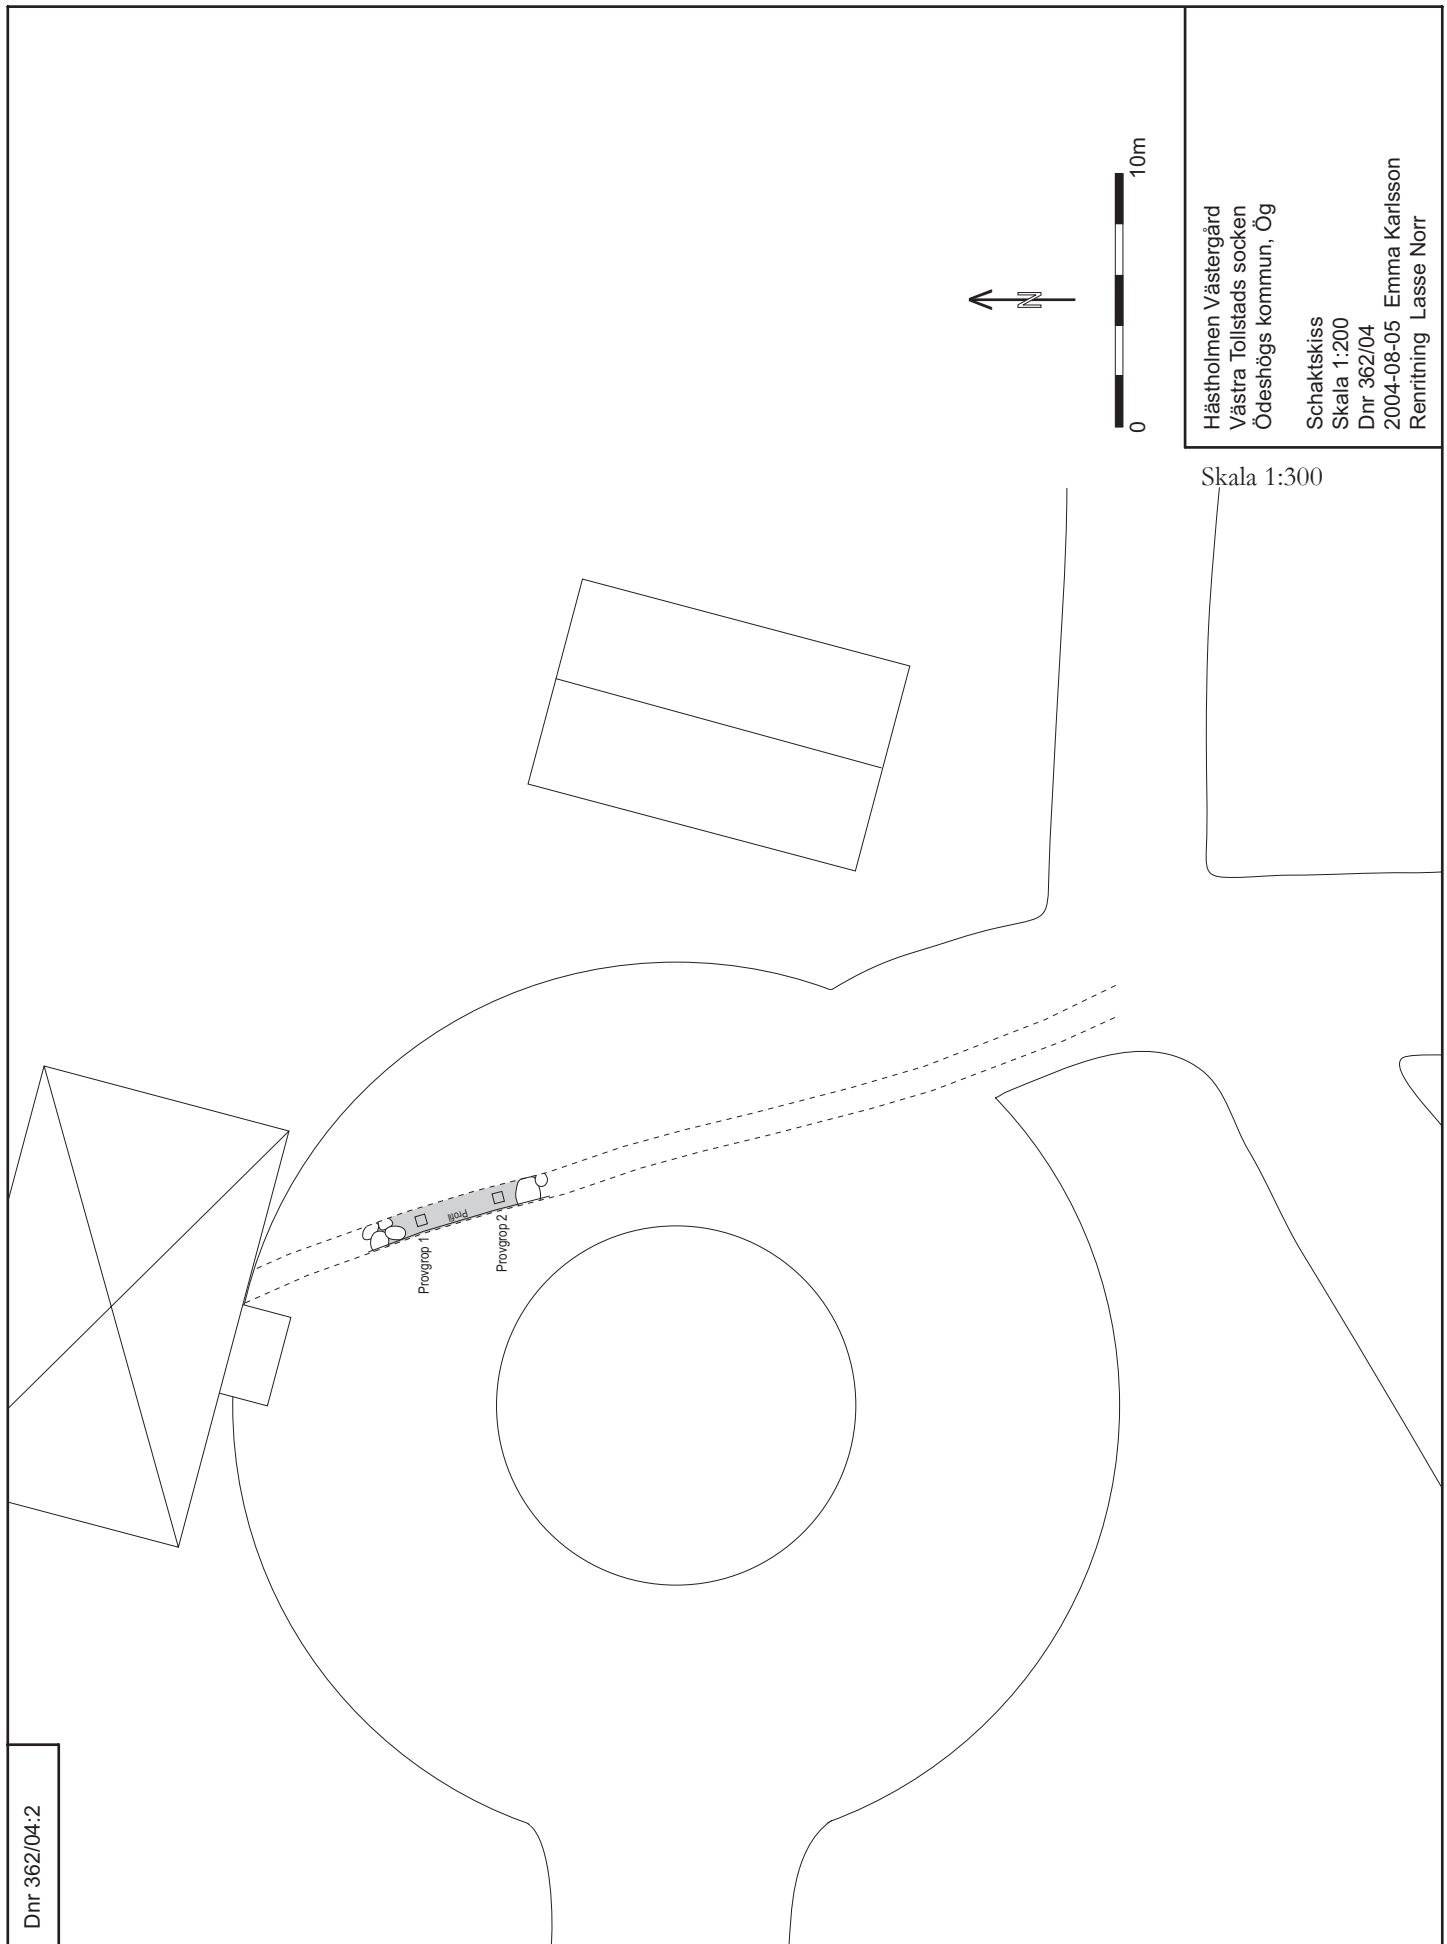 Dnr 362/04:2
Provgrop 1
Profil
Provgrop 2
N
0
10m
Hästholmen Västergård
Västra Tollstads socken
Ödeshögs kommun, Ög
Schaktskiss
Skala 1:200
Dnr 362/04
2004-08-05 Emma Karlsson
Renritning Lasse Norr
Skala 1:300